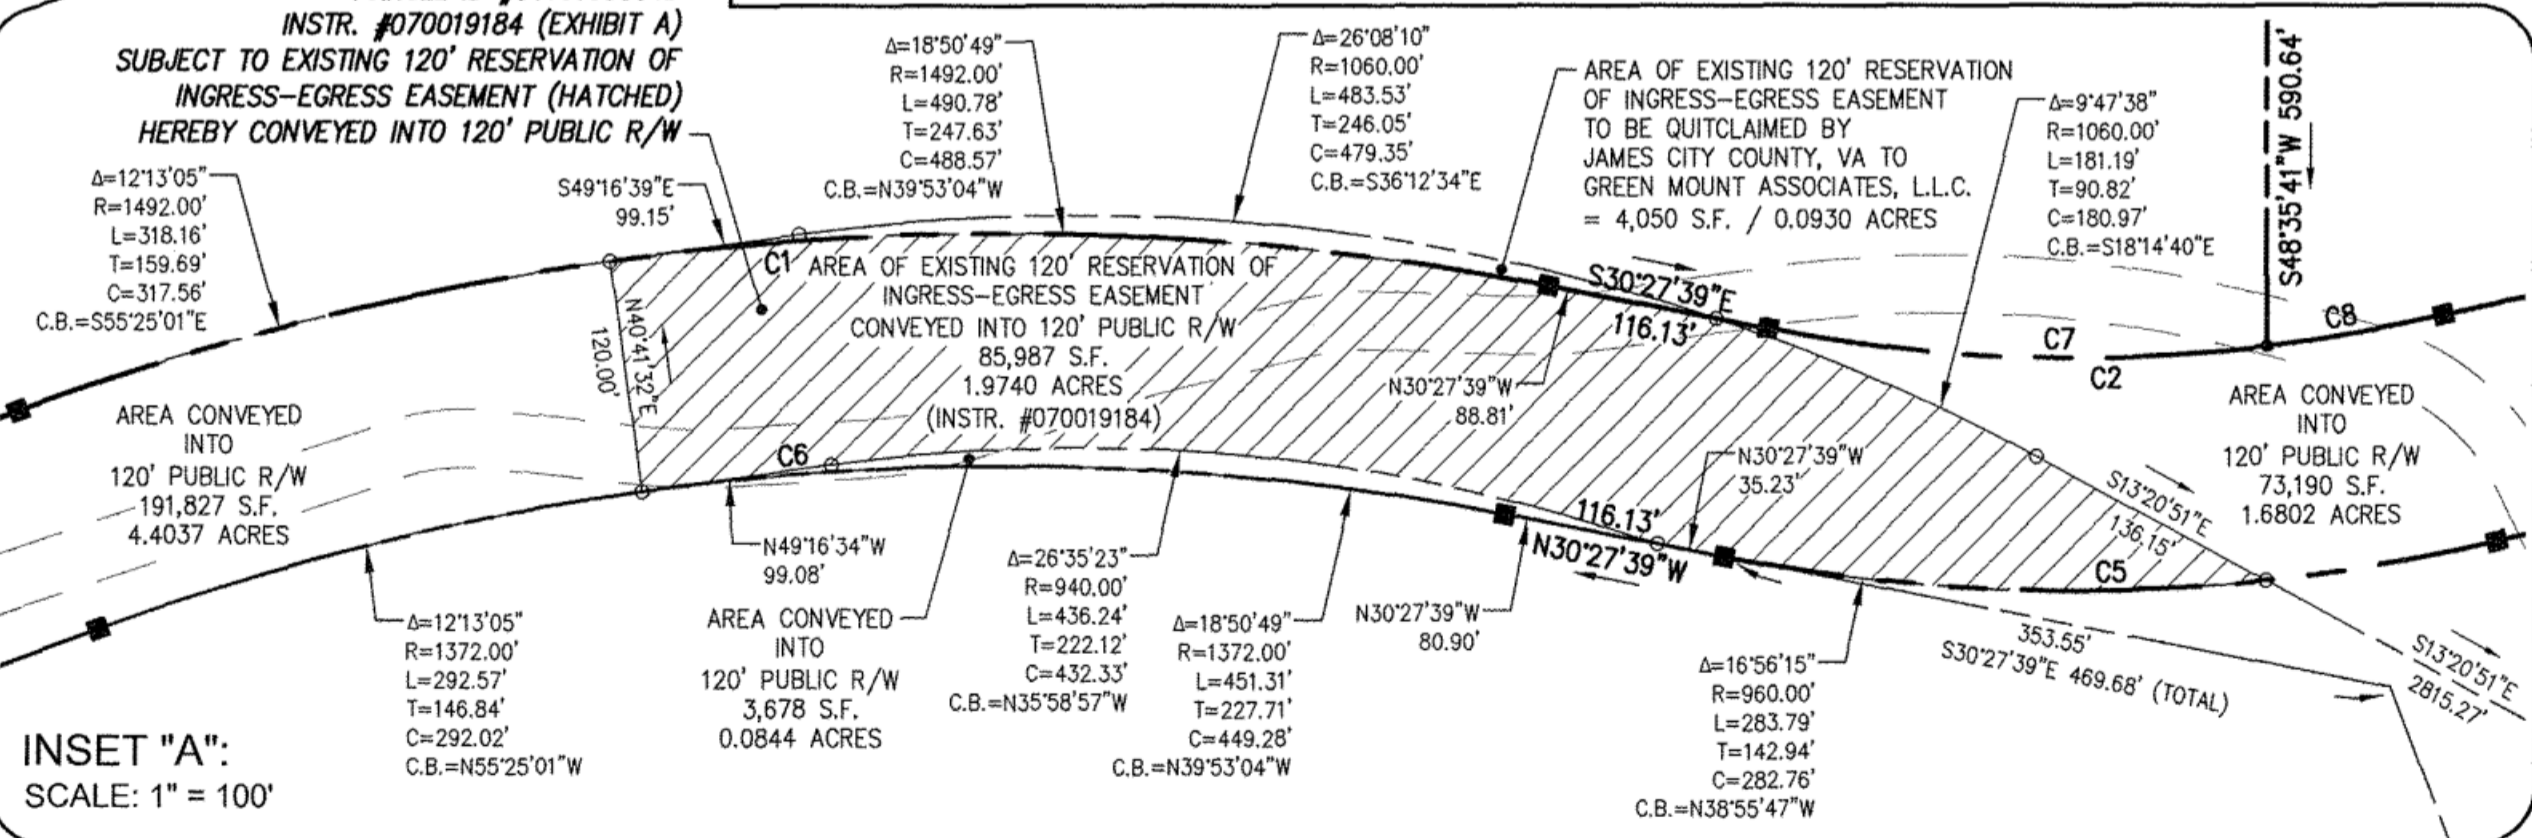 INSTR. #070019184 (EXHIBIT A)
SUBJECT TO EXISTING 120' RESERVATION OF
INGRESS-EGRESS EASEMENT (HATCHED)
HEREBY CONVEYED INTO 120' PUBLIC R/W
Δ=12°13'05"
R=1492.00'
L=318.16'
T=159.69'
C=317.56'
C.B.=S55°25'01"E
S49°16'39"E
99.15'
Δ=18°50'49"
R=1492.00'
L=490.78'
T=247.63'
C=488.57'
C.B.=N39°53'04"W
Δ=26°08'10"
R=1060.00'
L=483.53'
T=246.05'
C=479.35'
C.B.=S36°12'34"E
AREA OF EXISTING 120' RESERVATION
OF INGRESS-EGRESS EASEMENT
TO BE QUITCLAIMED BY
JAMES CITY COUNTY, VA TO
GREEN MOUNT ASSOCIATES, L.L.C.
= 4,050 S.F. / 0.0930 ACRES
Δ=9°47'38"
R=1060.00'
L=181.19'
T=90.82'
C=180.97'
C.B.=S18°14'40"E
S48°35'41"W 590.64'
C1
AREA OF EXISTING 120' RESERVATION OF
INGRESS-EGRESS EASEMENT
CONVEYED INTO 120' PUBLIC R/W
85,987 S.F.
1.9740 ACRES
(INSTR. #070019184)
N40°41'32"E
120.00'
S30°27'39"E
116.13'
N30°27'39"W
88.81'
C7
C2
C8
AREA CONVEYED
INTO
120' PUBLIC R/W
191,827 S.F.
4.4037 ACRES
AREA CONVEYED
INTO
120' PUBLIC R/W
73,190 S.F.
1.6802 ACRES
C6
N30°27'39"W
35.23'
116.13'
N30°27'39"W
S13°20'51"E
136.15'
C5
N49°16'34"W
99.08'
AREA CONVEYED
INTO
120' PUBLIC R/W
3,678 S.F.
0.0844 ACRES
Δ=26°35'23"
R=940.00'
L=436.24'
T=222.12'
C=432.33'
C.B.=N35°58'57"W
Δ=18°50'49"
R=1372.00'
L=451.31'
T=227.71'
C=449.28'
C.B.=N39°53'04"W
N30°27'39"W
80.90'
Δ=16°56'15"
R=960.00'
L=283.79'
T=142.94'
C=282.76'
C.B.=N38°55'47"W
353.55'
S30°27'39"E 469.68' (TOTAL)
S13°20'51"E
2815.27'
Δ=12°13'05"
R=1372.00'
L=292.57'
T=146.84'
C=292.02'
C.B.=N55°25'01"W
INSET "A":
SCALE: 1" = 100'